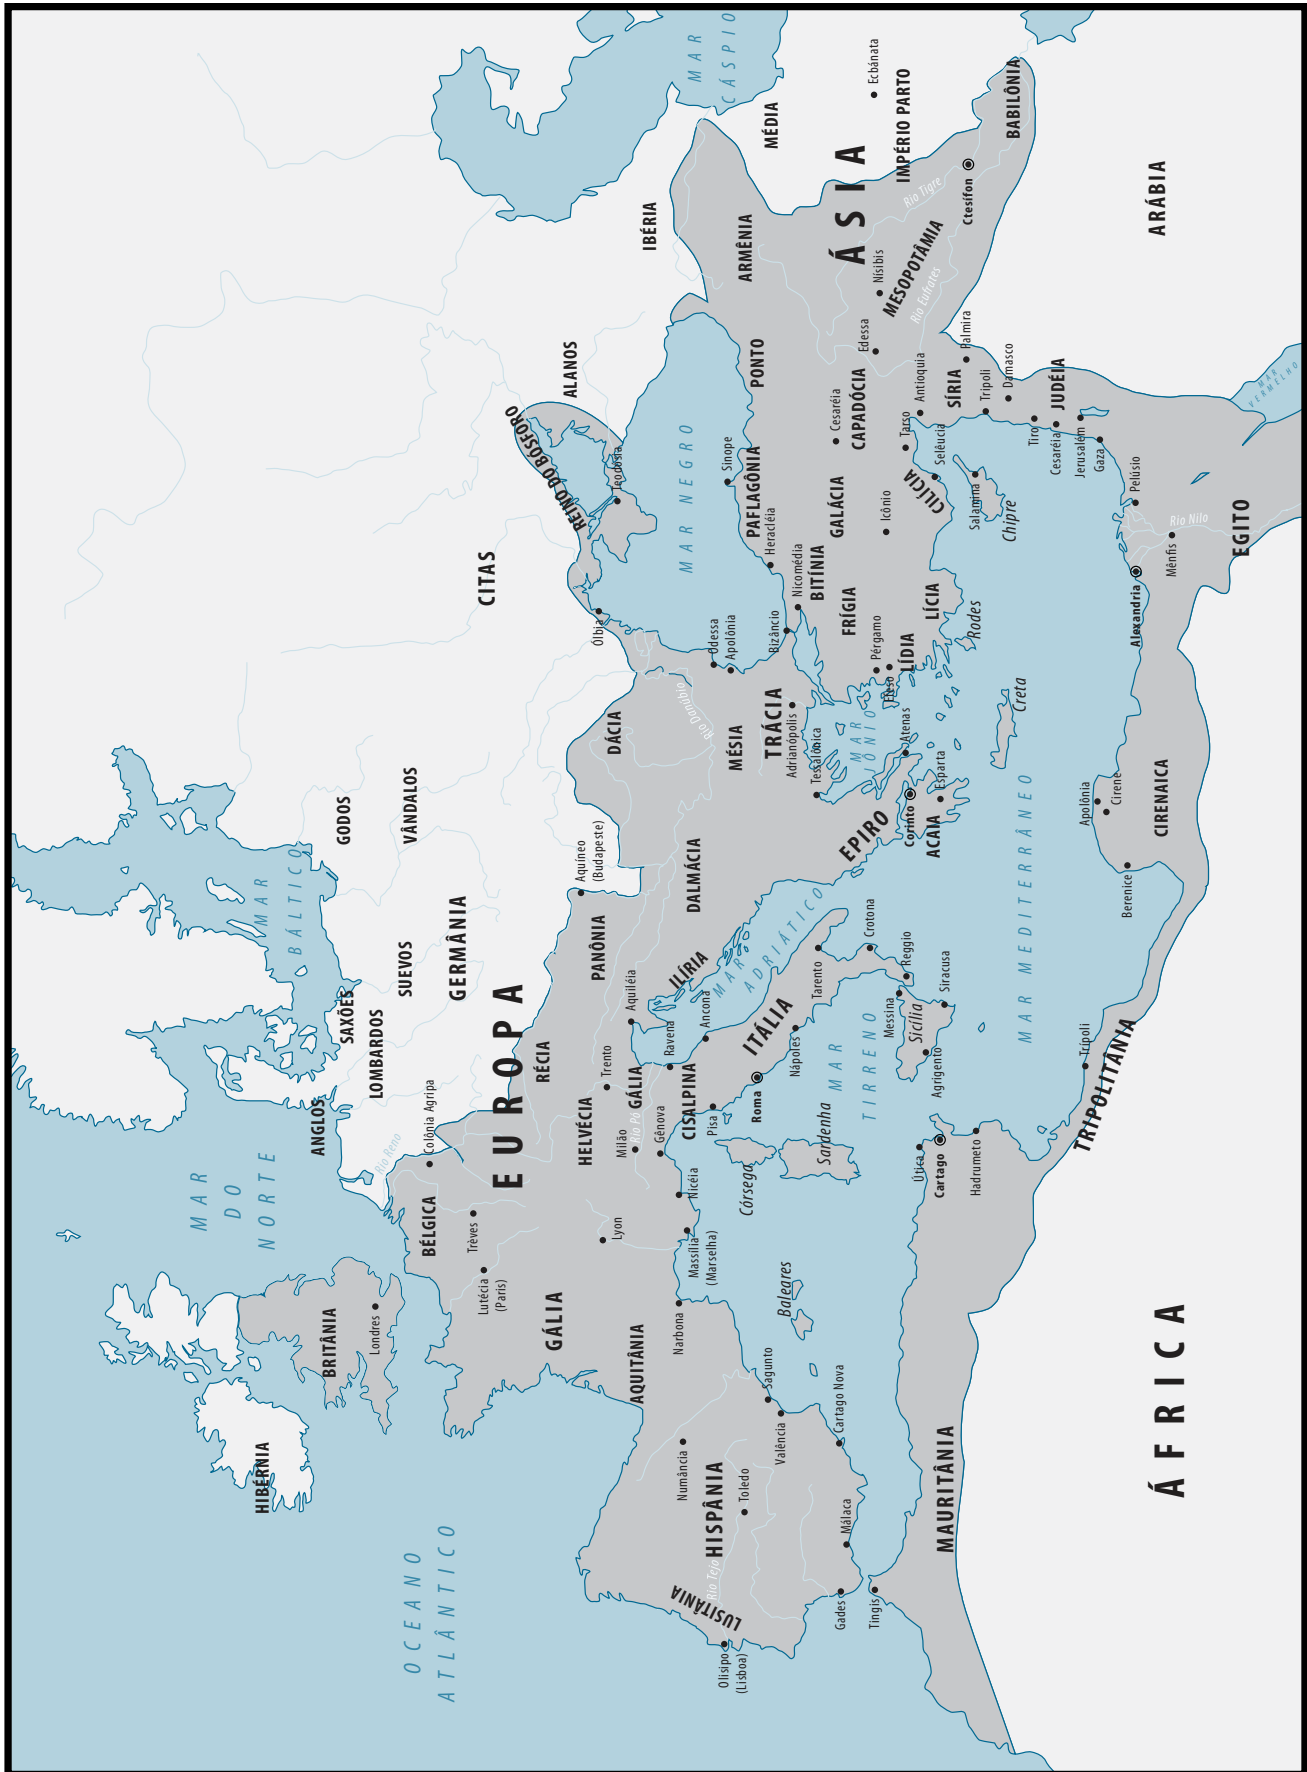 OCEANO
ATLÂNTICO
HIBÉRNIA
BRITÂNIA
Londres
MAR
DO
NORTE
ANGLOS
SAXÕES
LOMBARDOS
SUEVOS
GERMÂNIA
GODOS
VÂNDALOS
MAR
BÁLTICO
CITAS
ALANOS
IBÉRIA
MAR
CÁSPIO
MÉDIA
Ecbánata
IMPÉRIO PARTO
EUROPA
BÉLGICA
Colônia Agripa
Rio Reno
Trèves
Lutécia
(Paris)
GÁLIA
AQUITÂNIA
Lyon
HELVÉCIA
RÉCIA
PANÔNIA
Aquíneo
(Budapeste)
DÁCIA
Ólbia
REINO DO BÓSFORO
Teodósia
MAR NEGRO
Narbona
Massília
(Marselha)
Nicéia
Gênova
Milão
Rio Pó
GÁLIA
CISALPINA
Trento
Aquiléia
Ravena
Ancona
Pisa
ILÍRIA
DALMÁCIA
MÉSIA
Rio Danúbio
Odessa
Apolônia
TRÁCIA
Adrianópolis
Bizâncio
Nicomédia
BITÍNIA
Heracléia
PAFLAGÔNIA
Sinope
PONTO
ARMÊNIA
ÁSIA
LUSITÂNIA
Olisipo
(Lisboa)
Rio Tejo
HISPÂNIA
Numância
Toledo
Sagunto
Valência
Cartago Nova
Málaca
Gades
Tingis
Baleares
Córsega
Sardenha
Roma
ITÁLIA
Nápoles
MAR
TIRRENO
MAR
ADRIÁTICO
Tarento
Crotona
Reggio
Messina
Sicília
Siracusa
Agrigento
EPIRO
Tessalônica
MAR
JÔNIO
Atenas
Corinto
ACAIA
Esparta
Pérgamo
Éfeso
LÍDIA
FRÍGIA
LÍCIA
Rodes
Creta
GALÁCIA
Icônio
CAPADÓCIA
Cesaréia
CILÍCIA
Tarso
Selêucia
Antioquia
Edessa
Nísibis
MESOPOTÂMIA
Rio Eufrates
Rio Tigre
Ctesífon
BABILÔNIA
Salamina
Chipre
SÍRIA
Palmira
Trípoli
Damasco
Tiro
Cesaréia
JUDÉIA
Jerusalém
Gaza
Pelúsio
ARÁBIA
MAR
VERMELHO
MAR MEDITERRÂNEO
MAURITÂNIA
Útica
Cartago
Hadrumeto
Trípoli
TRIPOLITÂNIA
Berenice
Apolônia
Cirene
CIRENAICA
Alexandria
Mênfis
Rio Nilo
EGITO
ÁFRICA